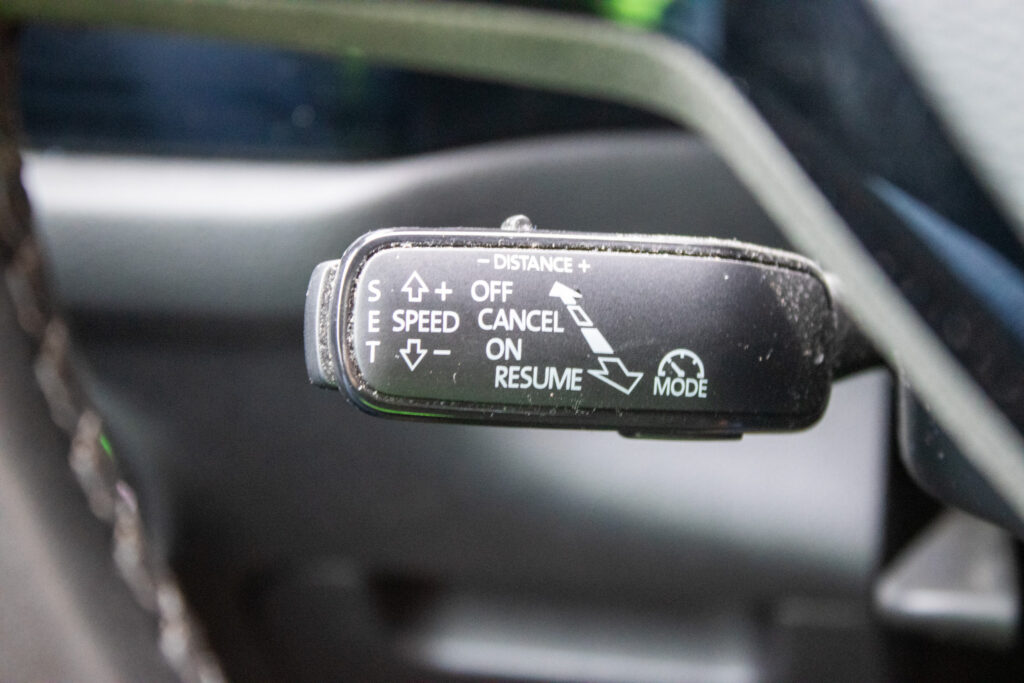 − DISTANCE +
S + OFF
E SPEED CANCEL
T − ON
RESUME MODE